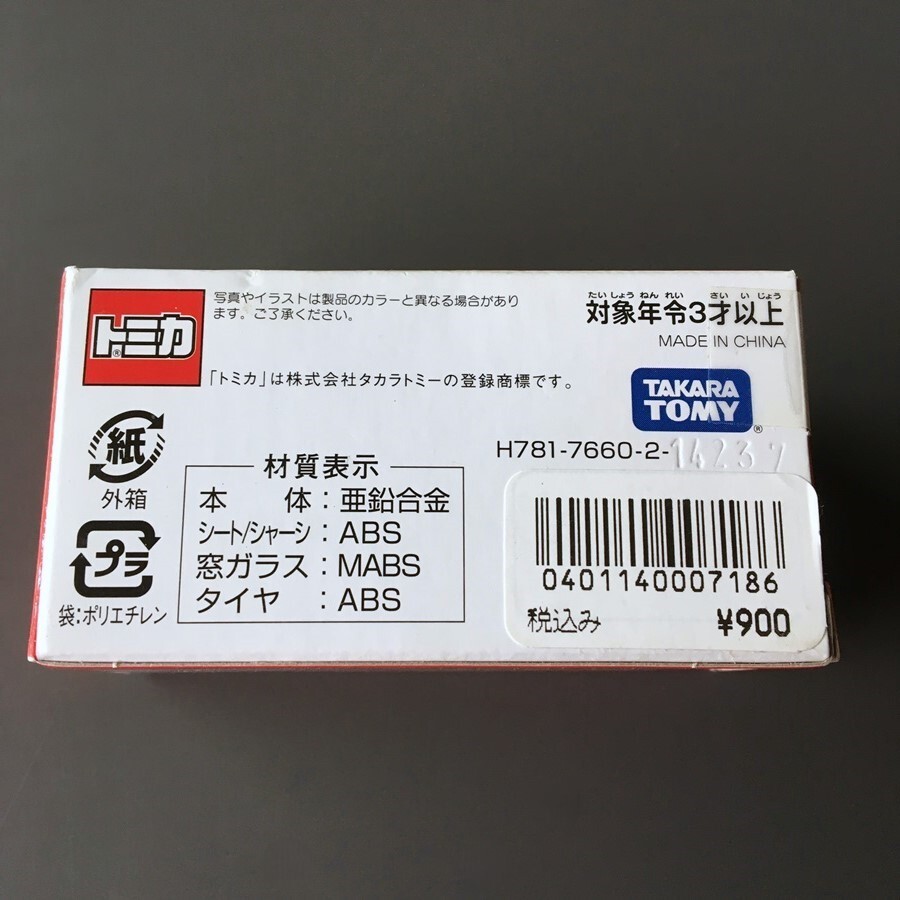 トミカ®
写真やイラストは製品のカラーと異なる場合があり
ます。ご了承ください。
「トミカ」は株式会社タカラトミーの登録商標です。
たいしょうねんれい さい いじょう
対象年令3才以上
MADE IN CHINA
TAKARA
TOMY®
H781-7660-2-
14237
紙
外箱
プラ
袋:ポリエチレン
材質表示
本 体:亜鉛合金
シート/シャーシ:ABS
窓ガラス:MABS
タイヤ:ABS
0401140007186
税込み ¥900